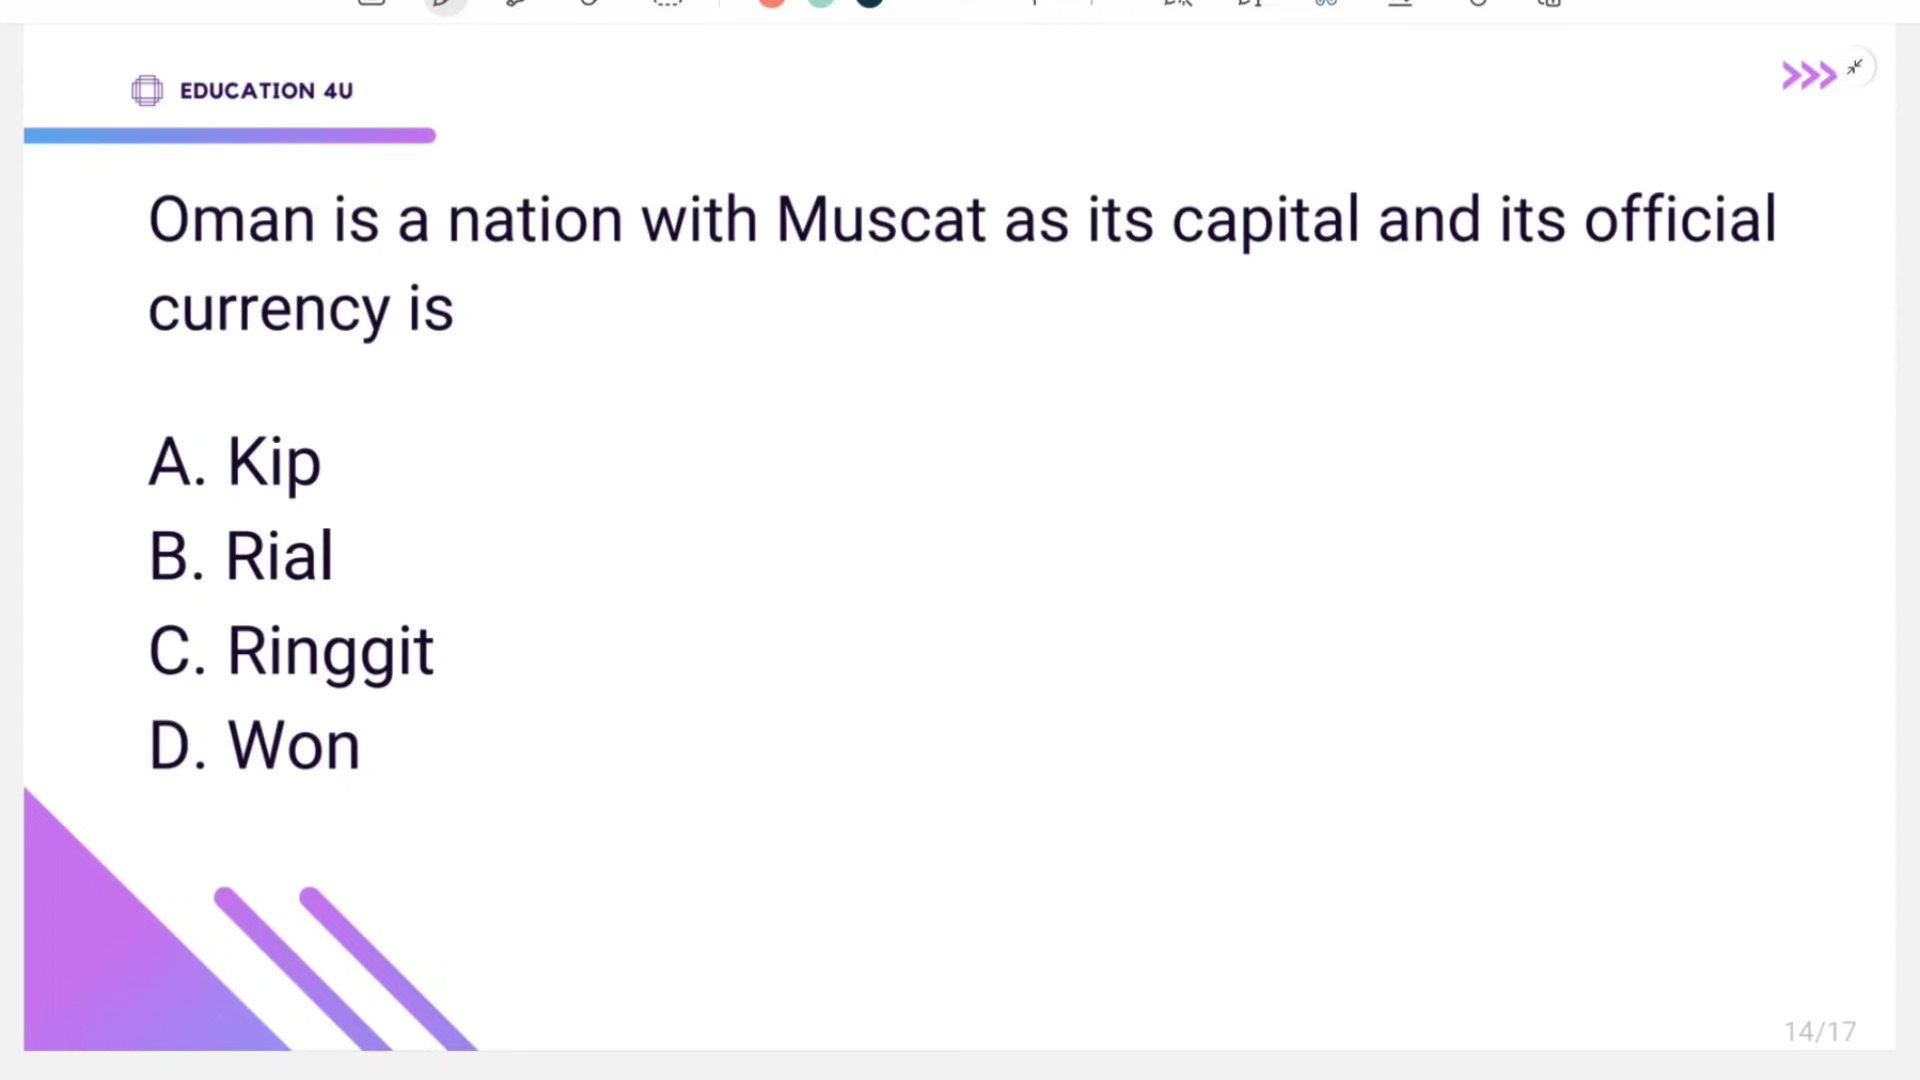 EDUCATION 4U
Oman is a nation with Muscat as its capital and its official
currency is
A. Kip
B. Rial
C. Ringgit
D. Won
14/17